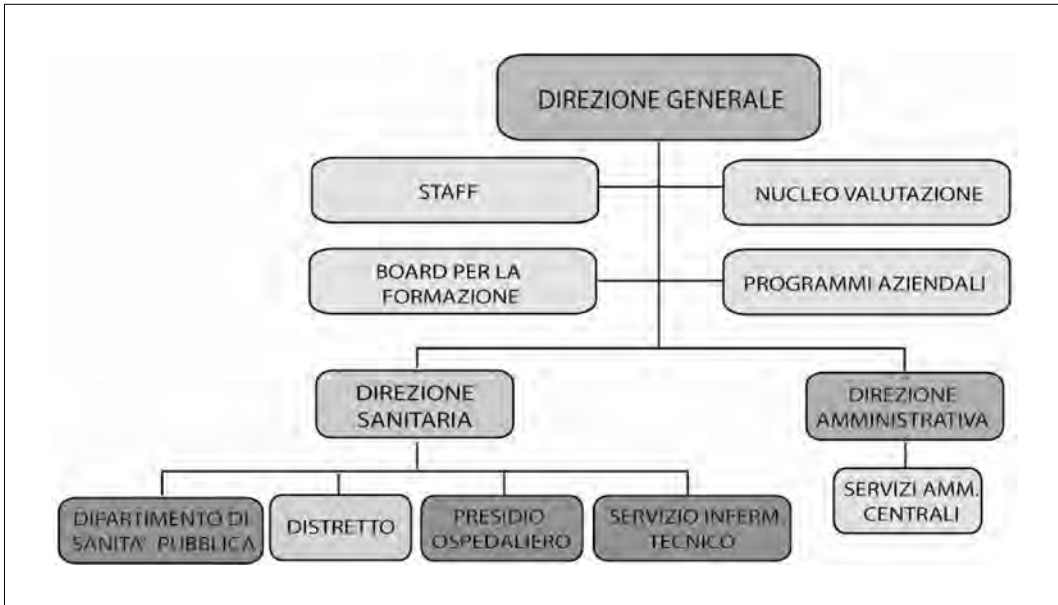 DIREZIONE GENERALE
STAFF
NUCLEO VALUTAZIONE
BOARD PER LA
FORMAZIONE
PROGRAMMI AZIENDALI
DIREZIONE
SANITARIA
DIREZIONE
AMMINISTRATIVA
DIPARTIMENTO DI
SANITA' PUBBLICA
DISTRETTO
PRESIDIO
OSPEDALIERO
SERVIZIO INFERM.
TECNICO
SERVIZI AMM.
CENTRALI